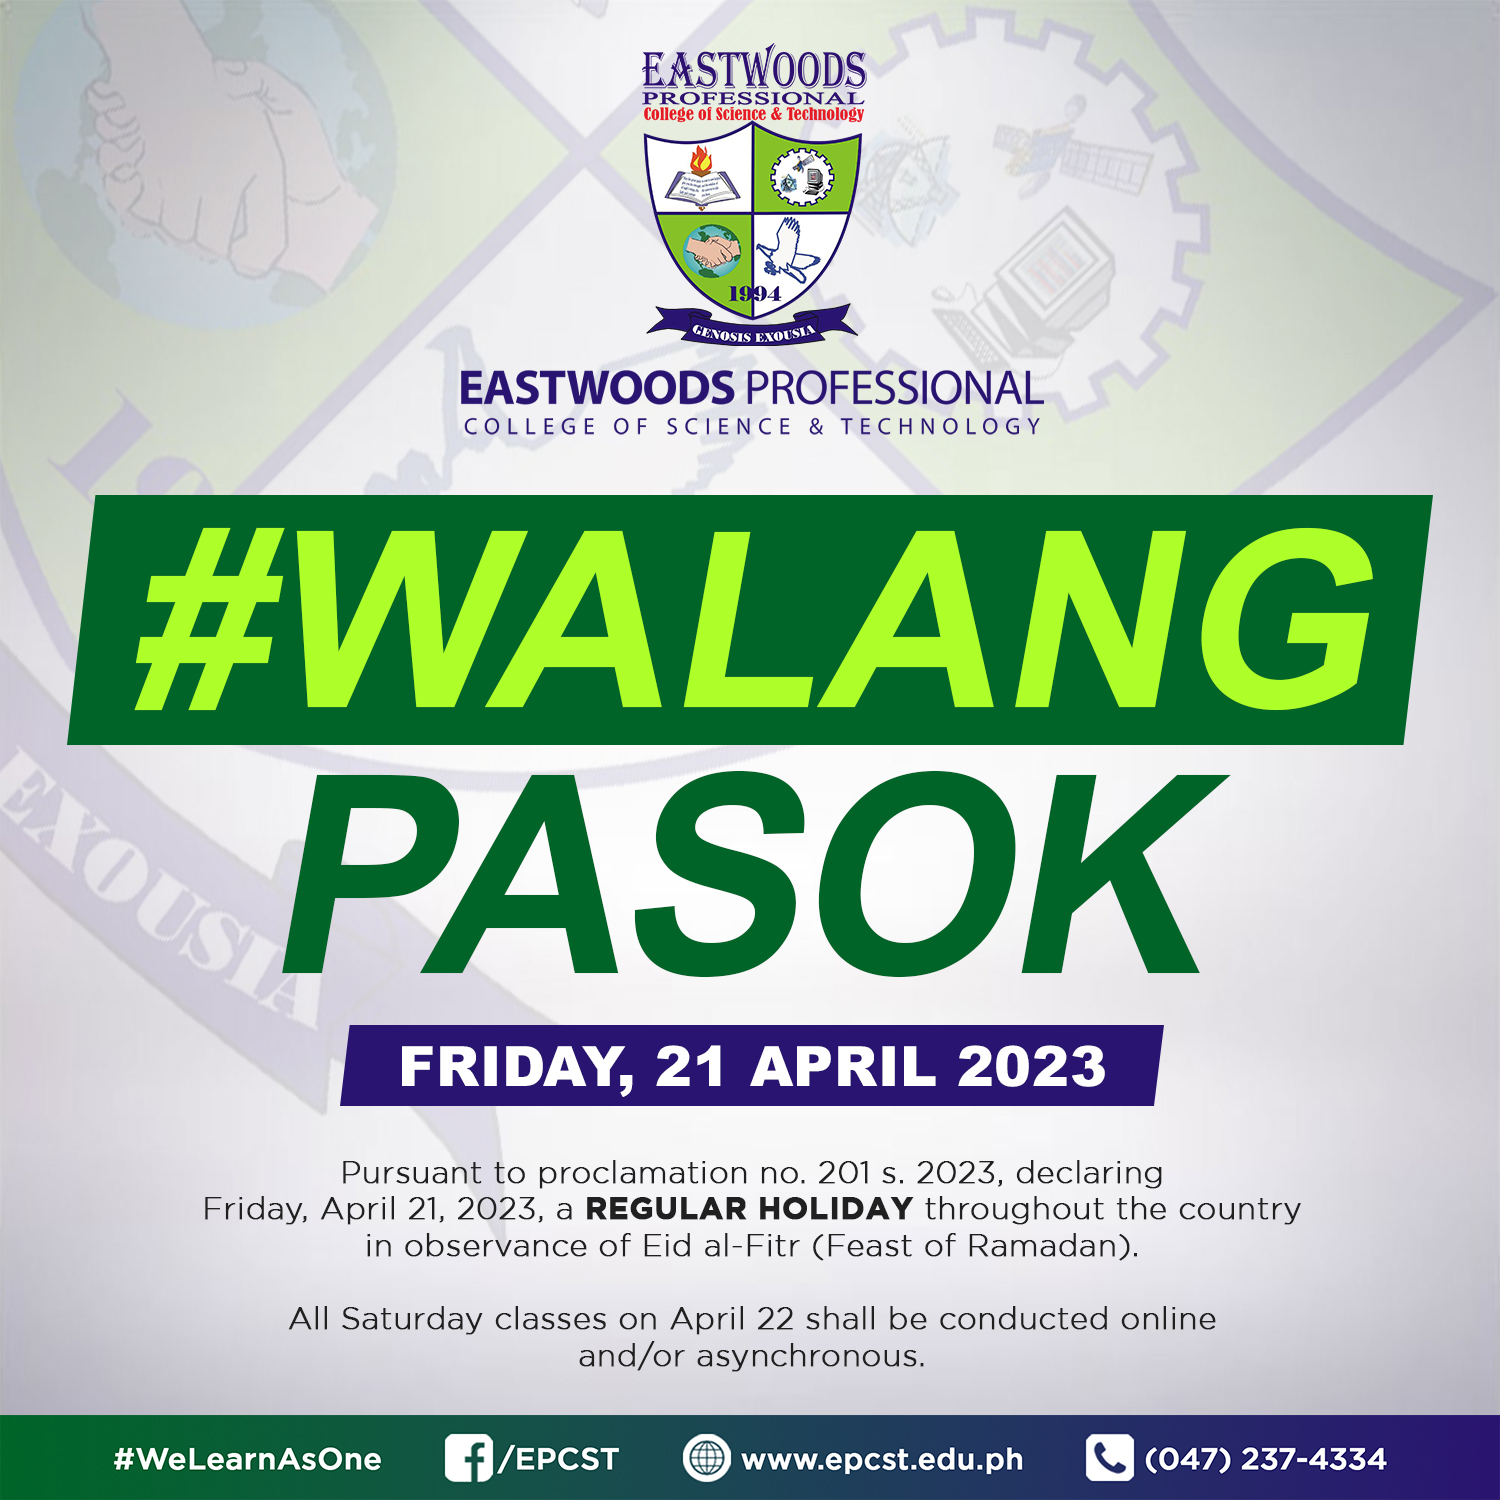 EASTWOODS
PROFESSIONAL
College of Science & Technology
1994
GENOSIS EXOUSIA
EASTWOODS PROFESSIONAL
COLLEGE OF SCIENCE & TECHNOLOGY
#WALANG
PASOK
EXOUSIA
FRIDAY, 21 APRIL 2023
Pursuant to proclamation no. 201 s. 2023, declaring
Friday, April 21, 2023, a REGULAR HOLIDAY throughout the country
in observance of Eid al-Fitr (Feast of Ramadan).
All Saturday classes on April 22 shall be conducted online
and/or asynchronous.
#WeLearnAsOne
/EPCST
www.epcst.edu.ph
(047) 237-4334